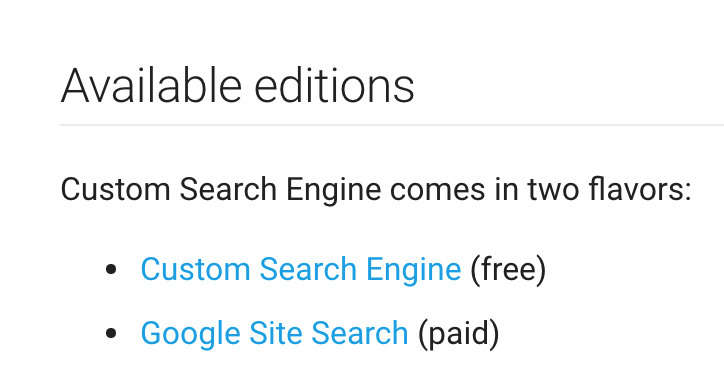 Available editions
Custom Search Engine comes in two flavors:
• Custom Search Engine (free)
• Google Site Search (paid)